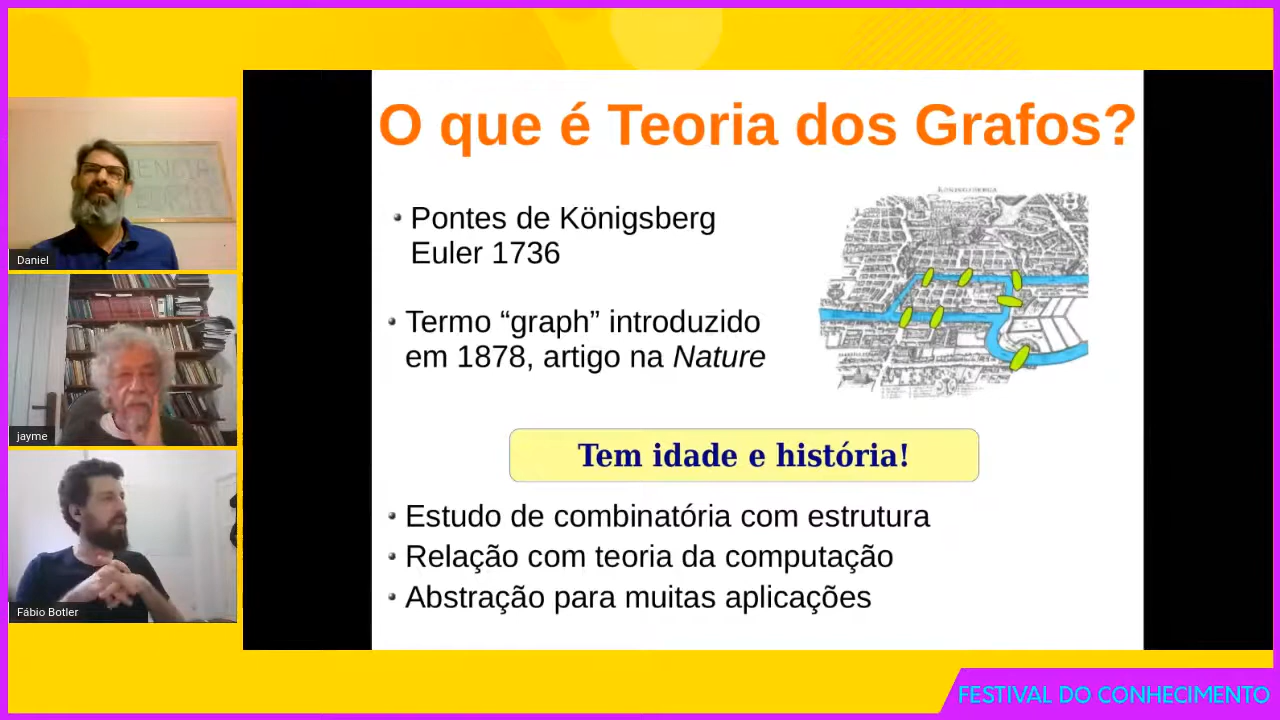 O que é Teoria dos Grafos?
Pontes de Königsberg
Euler 1736
Termo “graph” introduzido
em 1878, artigo na Nature
Tem idade e história!
Estudo de combinatória com estrutura
Relação com teoria da computação
Abstração para muitas aplicações
Daniel
jayme
Fábio Botler
FESTIVAL DO CONHECIMENTO